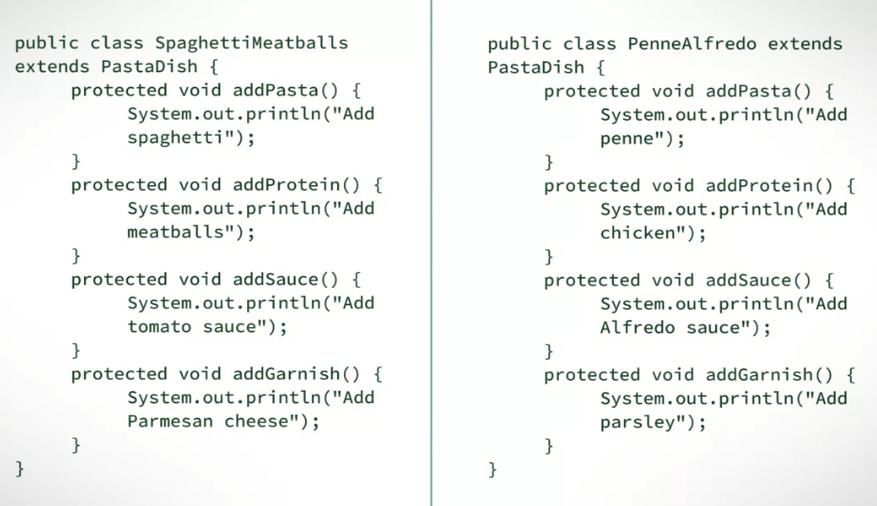 public class SpaghettiMeatballs
extends PastaDish {
protected void addPasta() {
System.out.println("Add
spaghetti");
}
protected void addProtein() {
System.out.println("Add
meatballs");
}
protected void addSauce() {
System.out.println("Add
tomato sauce");
}
protected void addGarnish() {
System.out.println("Add
Parmesan cheese");
}
}
public class PenneAlfredo extends
PastaDish {
protected void addPasta() {
System.out.println("Add
penne");
}
protected void addProtein() {
System.out.println("Add
chicken");
}
protected void addSauce() {
System.out.println("Add
Alfredo sauce");
}
protected void addGarnish() {
System.out.println("Add
parsley");
}
}